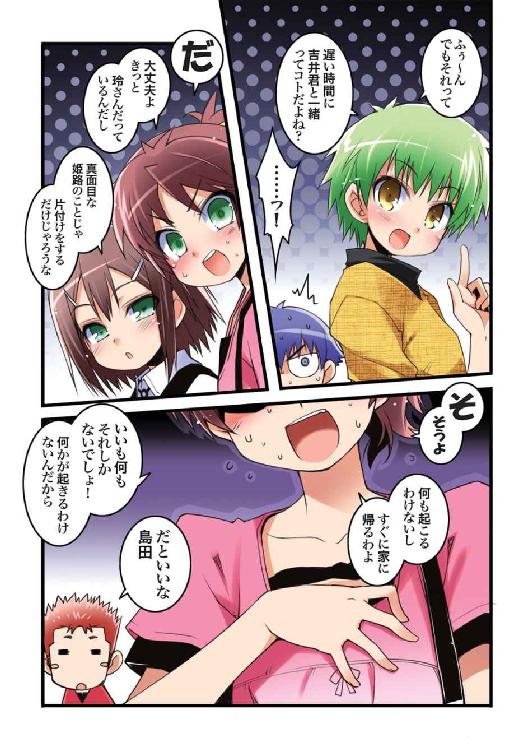 ふぅ〜ん
でもそれって
遅い時間に
吉井君と一緒
ってコトだよね?
……っ!
だ
大丈夫よ
きっと
玲さんだって
いるんだし
真面目な
姫路のことじゃ
片付けをする
だけじゃろうな
そ
そうよ
何も起こる
わけないし
すぐに家に
帰るわよ
いいも何も
それしか
ないでしょ!
何かが起きるわけ
ないんだから
だといいな
島田